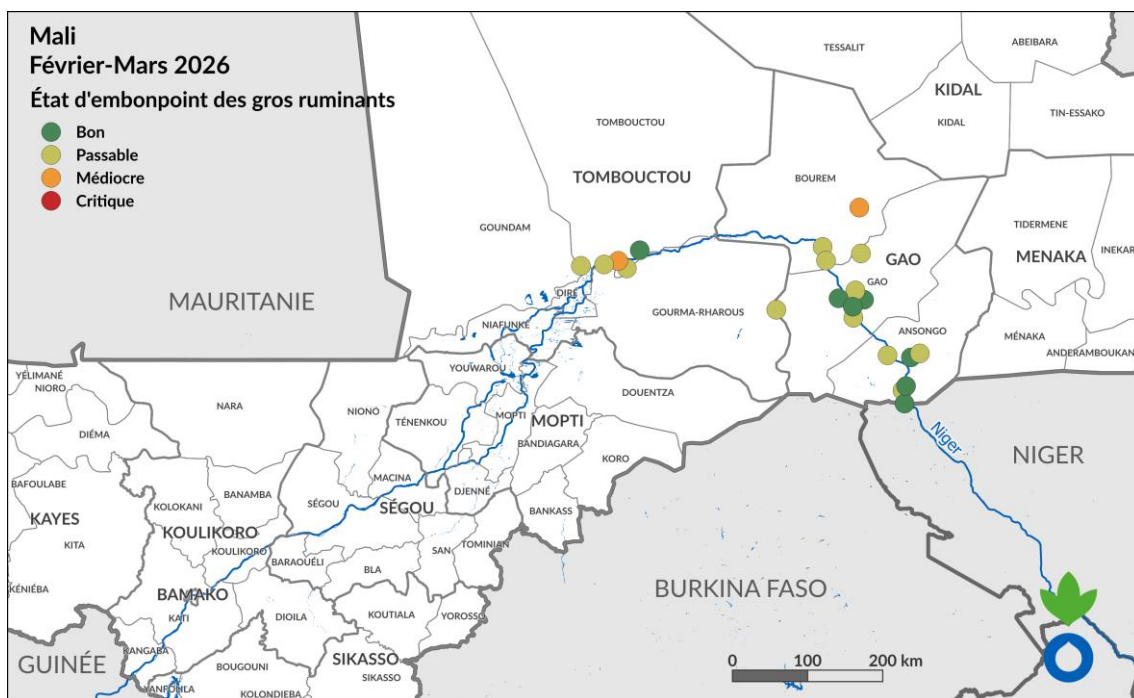 Mali
Février-Mars 2026
État d'embonpoint des gros ruminants
Bon
Passable
Médiocre
Critique
TESSALIT
ABEIBARA
KIDAL
KIDAL
TIN-ESSAKO
TOMBOUCTOU
TOMBOUCTOU
BOUREM
GOUNDAM
TIDERMENE
MENAKA
INEKAR
GAO
GAO
MAURITANIE
DIRE
GOURMA-RHAROUS
NIAFUNKE
ANSONGO
MÉNAKA
ANDERAMBOUKAN
YOUWAROU
YÉLIMANÉ
NIORO
NARA
NIONO
TÉNENKOU
MOPTI
MOPTI
DOUENTZA
BANDIAGARA
DIÉMA
KORO
Niger
NIGER
BAFOULABE
MACINA
BANAMBA
KOLOKANI
SÉGOU
SÉGOU
DJENNÉ
BANKASS
KAYES
KOULIKORO
KITA
KOULIKORO
BARAOUÉLI
SAN
TOMINIAN
BLA
KÉNIÉBA
BAMAKO
BURKINA FASO
KATI
DIOILA
KOUTIALA
YOROSSO
KANGABA
GUINÉE
BOUGOUNI
SIKASSO
SIKASSO
YANFOLILA
KOLONDIEBA
0 100 200 km